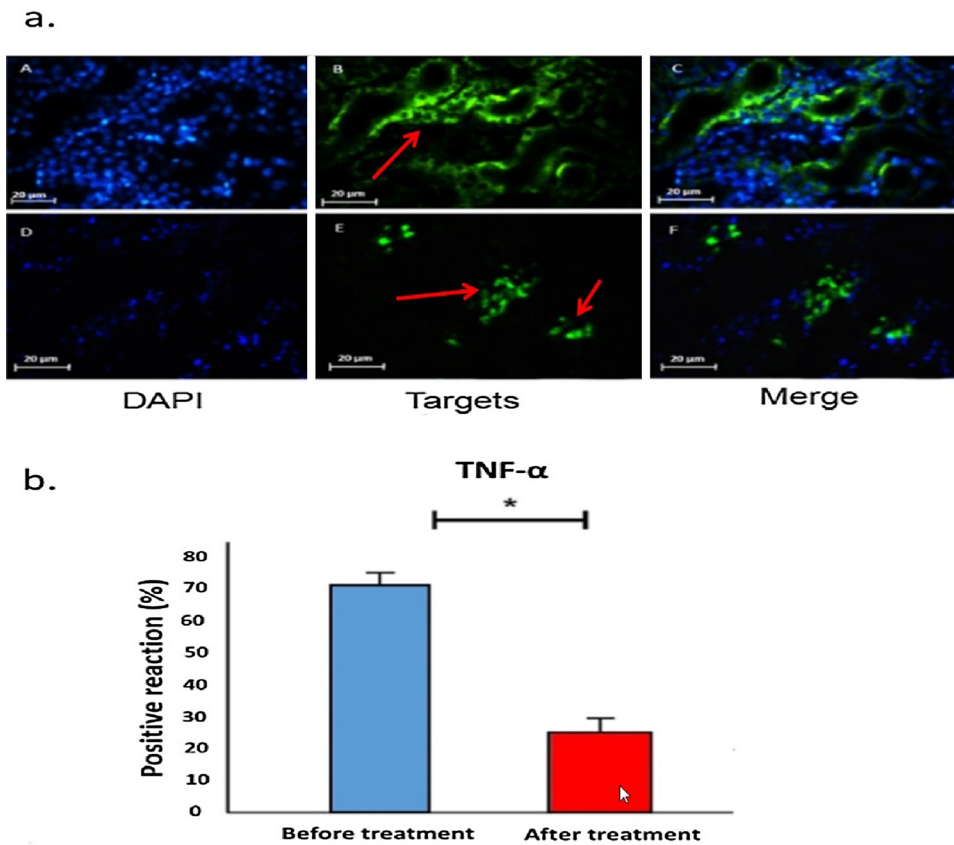 a.
A
B
C
20 μm
20 μm
20 μm
D
E
F
20 μm
20 μm
20 μm
DAPI
Targets
Merge
b.
TNF-α
*
80
70
60
50
40
30
20
10
0
Positive reaction (%)
Before treatment
After treatment